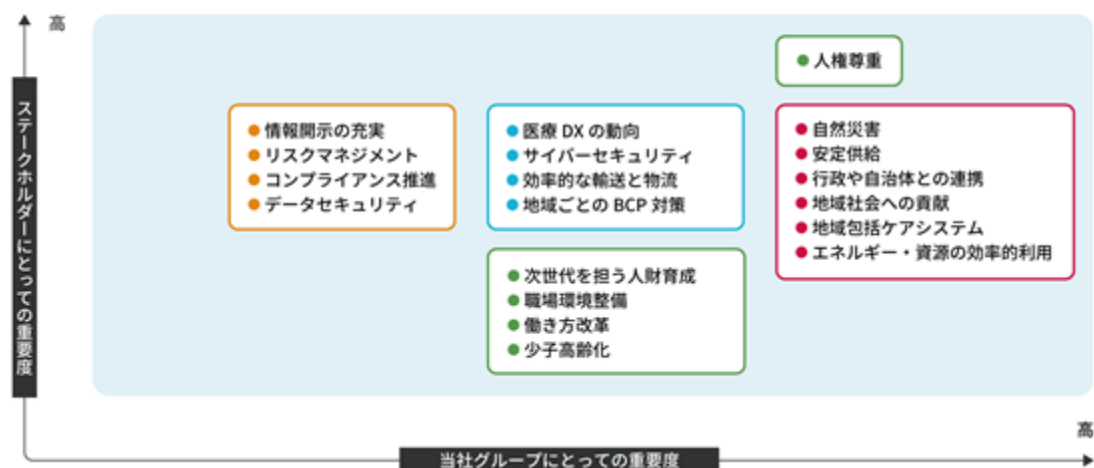 高
ステークホルダーにとっての重要度
人権尊重
情報開示の充実
リスクマネジメント
コンプライアンス推進
データセキュリティ
医療 DX の動向
サイバーセキュリティ
効率的な輸送と物流
地域ごとの BCP 対策
自然災害
安定供給
行政や自治体との連携
地域社会への貢献
地域包括ケアシステム
エネルギー・資源の効率的利用
次世代を担う人財育成
職場環境整備
働き方改革
少子高齢化
高
当社グループにとっての重要度